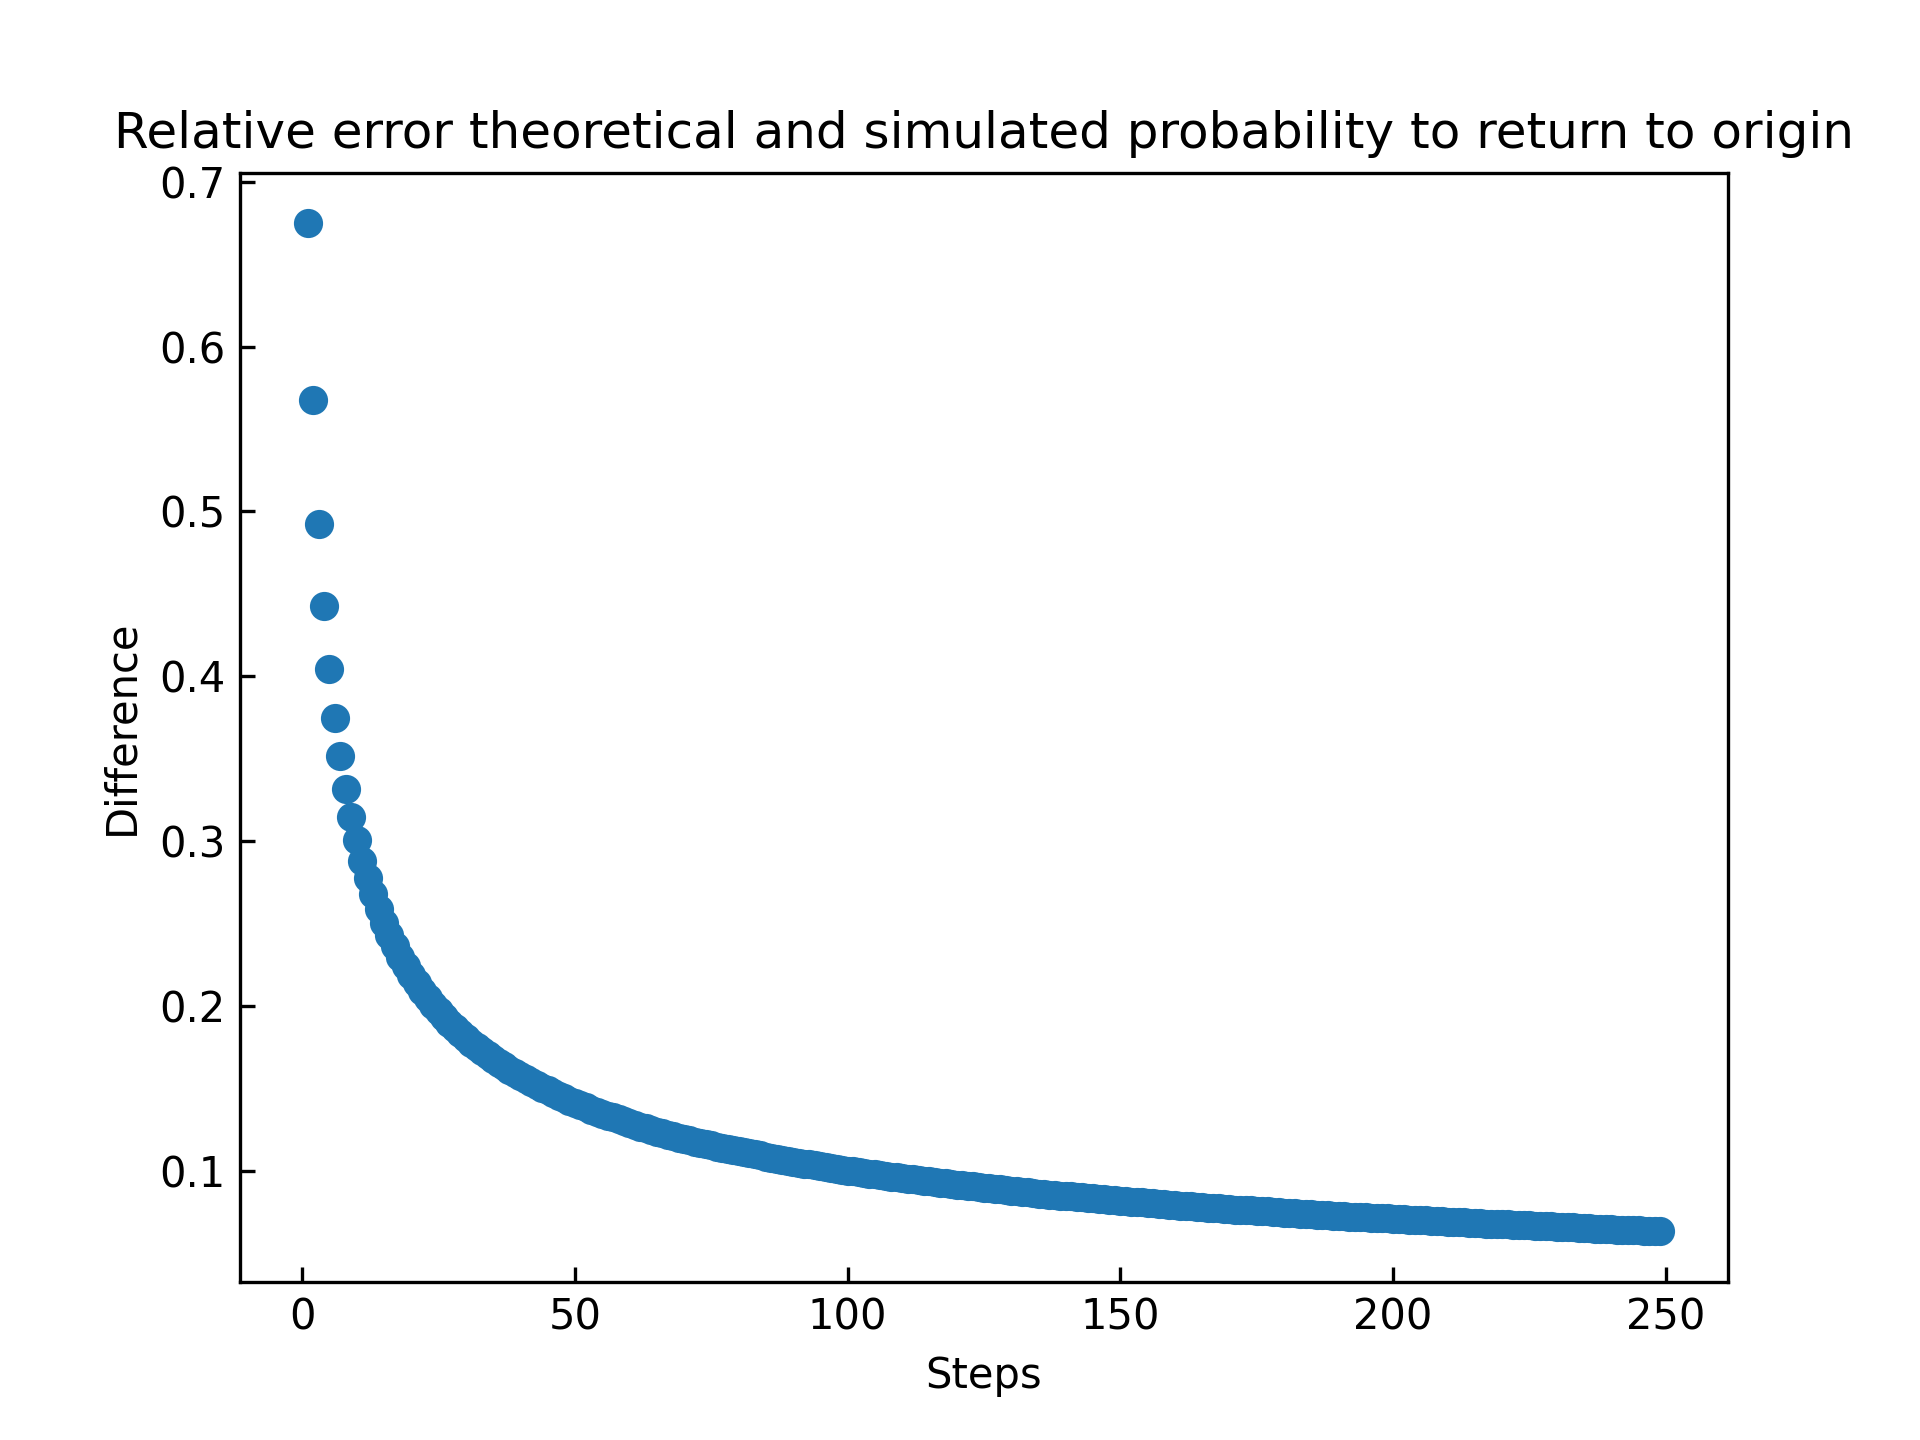 Relative error theoretical and simulated probability to return to origin
0.7
0.6
0.5
0.4
0.3
0.2
0.1
Difference
0 50 100 150 200 250
Steps